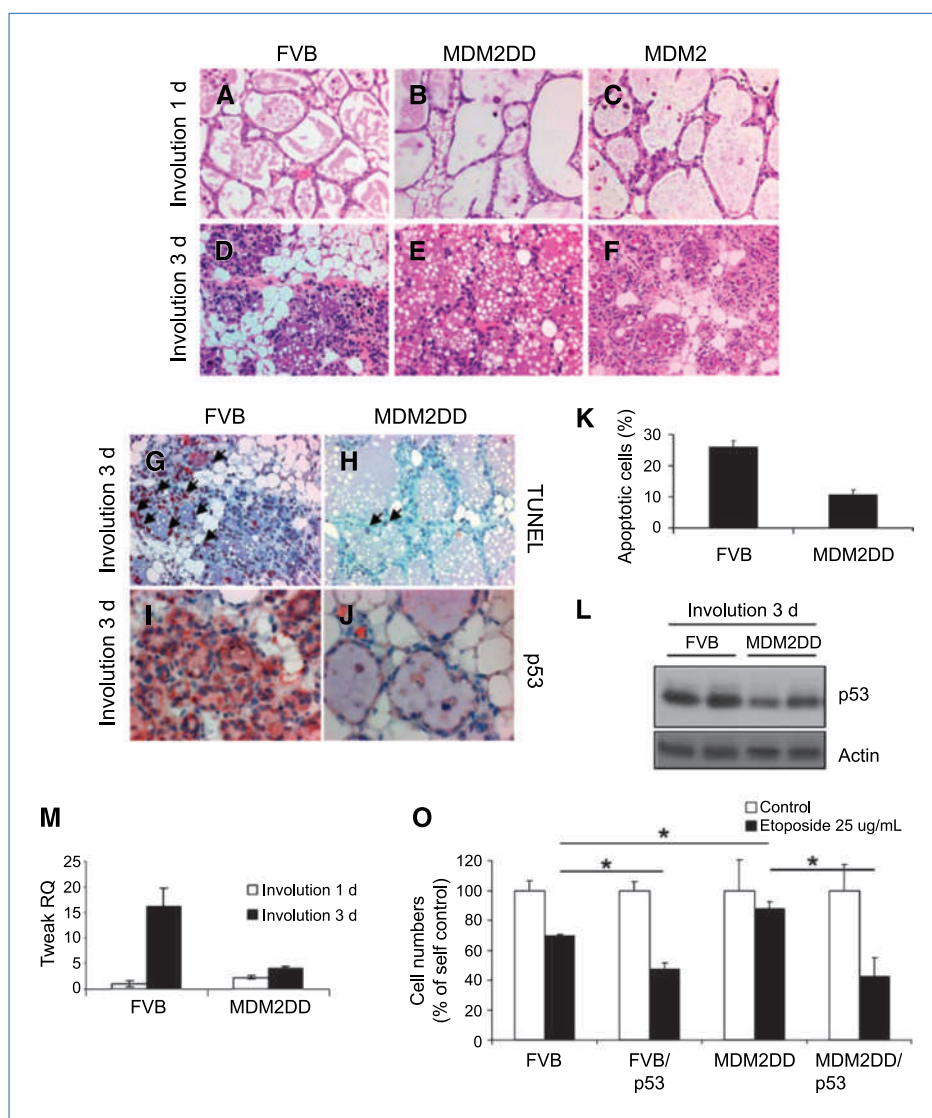 FVB MDM2DD MDM2
Involution 1 d
A B C
Involution 3 d
D E F
FVB MDM2DD
Involution 3 d
G H
TUNEL
Involution 3 d
I J
p53
K
Apoptotic cells (%)
30
20
10
0
FVB MDM2DD
L
Involution 3 d
FVB MDM2DD
p53
Actin
M
Tweak RQ
25
20
15
10
5
0
Involution 1 d
Involution 3 d
FVB MDM2DD
O
Control
Etoposide 25 ug/mL
* * *
Cell numbers
(% of self control)
120
100
80
60
40
20
0
FVB FVB/ MDM2DD MDM2DD/
p53 p53